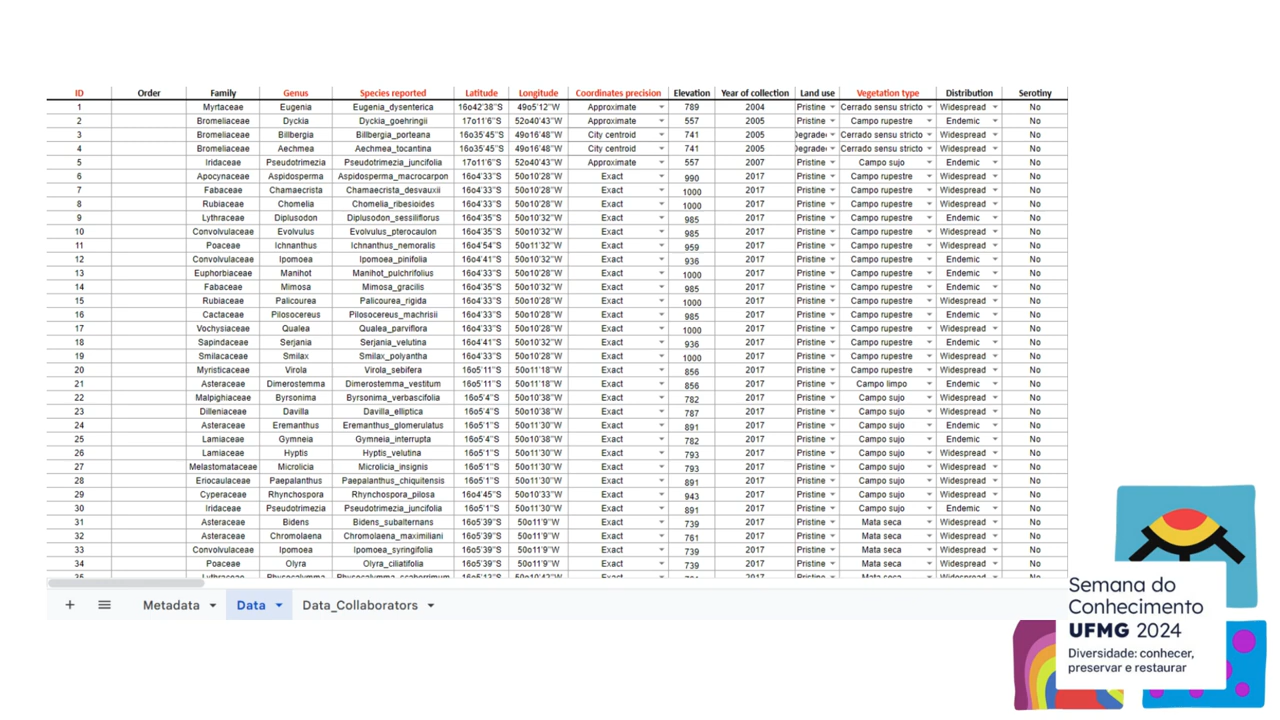 ID Order Family Genus Species reported Latitude Longitude Coordinates precision Elevation Year of collection Land use Vegetation type Distribution Serotiny
1 Myrtaceae Eugenia Eugenia_dysenterica 16o42'38"S 49o5'12"W Approximate 789 2004 Pristine Cerrado sensu stricto Widespread No
2 Bromeliaceae Dyckia Dyckia_goehringii 17o11'6"S 52o40'43"W Approximate 557 2005 Pristine Campo rupestre Endemic No
3 Bromeliaceae Billbergia Billbergia_porteana 16o35'45"S 49o16'48"W City centroid 741 2005 Degrade Cerrado sensu stricto Widespread No
4 Bromeliaceae Aechmea Aechmea_tocantina 16o35'45"S 49o16'48"W City centroid 741 2005 Degrade Cerrado sensu stricto Widespread No
5 Iridaceae Pseudotrimezia Pseudotrimezia_juncifolia 17o11'6"S 52o40'43"W Approximate 557 2007 Pristine Campo sujo Endemic No
6 Apocynaceae Aspidosperma Aspidosperma_macrocarpon 16o4'33"S 50o10'28"W Exact 990 2017 Pristine Campo rupestre Widespread No
7 Fabaceae Chamaecrista Chamaecrista_desvauxii 16o4'33"S 50o10'28"W Exact 1000 2017 Pristine Campo rupestre Widespread No
8 Rubiaceae Chomelia Chomelia_ribesioides 16o4'33"S 50o10'28"W Exact 1000 2017 Pristine Campo rupestre Widespread No
9 Lythraceae Diplusodon Diplusodon_sessiliflorus 16o4'35"S 50o10'32"W Exact 985 2017 Pristine Campo rupestre Endemic No
10 Convolvulaceae Evolvulus Evolvulus_pterocaulon 16o4'35"S 50o10'32"W Exact 985 2017 Pristine Campo rupestre Widespread No
11 Poaceae Ichnanthus Ichnanthus_nemoralis 16o4'54"S 50o11'32"W Exact 959 2017 Pristine Campo rupestre Widespread No
12 Convolvulaceae Ipomoea Ipomoea_pinifolia 16o4'41"S 50o10'32"W Exact 936 2017 Pristine Campo rupestre Endemic No
13 Euphorbiaceae Manihot Manihot_pulchrifolius 16o4'33"S 50o10'28"W Exact 1000 2017 Pristine Campo rupestre Endemic No
14 Fabaceae Mimosa Mimosa_gracilis 16o4'35"S 50o10'32"W Exact 985 2017 Pristine Campo rupestre Endemic No
15 Rubiaceae Palicourea Palicourea_rigida 16o4'33"S 50o10'28"W Exact 1000 2017 Pristine Campo rupestre Widespread No
16 Cactaceae Pilosocereus Pilosocereus_machrisii 16o4'33"S 50o10'28"W Exact 985 2017 Pristine Campo rupestre Endemic No
17 Vochysiaceae Qualea Qualea_parviflora 16o4'33"S 50o10'28"W Exact 1000 2017 Pristine Campo rupestre Widespread No
18 Sapindaceae Serjania Serjania_velutina 16o4'41"S 50o10'32"W Exact 936 2017 Pristine Campo rupestre Endemic No
19 Smilacaceae Smilax Smilax_polyantha 16o4'33"S 50o10'28"W Exact 1000 2017 Pristine Campo rupestre Widespread No
20 Myristicaceae Virola Virola_sebifera 16o5'11"S 50o11'18"W Exact 856 2017 Pristine Campo rupestre Widespread No
21 Asteraceae Dimerostemma Dimerostemma_vestitum 16o5'11"S 50o11'18"W Exact 856 2017 Pristine Campo limpo Endemic No
22 Malpighiaceae Byrsonima Byrsonima_verbascifolia 16o5'4"S 50o10'38"W Exact 782 2017 Pristine Campo sujo Widespread No
23 Dilleniaceae Davilla Davilla_elliptica 16o5'4"S 50o10'38"W Exact 787 2017 Pristine Campo sujo Widespread No
24 Asteraceae Eremanthus Eremanthus_glomerulatus 16o5'1"S 50o11'30"W Exact 891 2017 Pristine Campo sujo Endemic No
25 Lamiaceae Gymneia Gymneia_interrupta 16o5'4"S 50o10'38"W Exact 782 2017 Pristine Campo sujo Widespread No
26 Lamiaceae Hyptis Hyptis_velutina 16o5'1"S 50o11'30"W Exact 793 2017 Pristine Campo sujo Widespread No
27 Melastomataceae Microlicia Microlicia_insignis 16o5'1"S 50o11'30"W Exact 793 2017 Pristine Campo sujo Widespread No
28 Eriocaulaceae Paepalanthus Paepalanthus_chiquitensis 16o5'1"S 50o11'30"W Exact 891 2017 Pristine Campo sujo Widespread No
29 Cyperaceae Rhynchospora Rhynchospora_pilosa 16o4'45"S 50o10'33"W Exact 943 2017 Pristine Campo sujo Widespread No
30 Iridaceae Pseudotrimezia Pseudotrimezia_juncifolia 16o5'1"S 50o11'30"W Exact 891 2017 Pristine Campo sujo Endemic No
31 Asteraceae Bidens Bidens_subalternans 16o5'39"S 50o11'9"W Exact 739 2017 Pristine Mata seca Widespread No
32 Asteraceae Chromolaena Chromolaena_maximiliani 16o5'39"S 50o11'9"W Exact 761 2017 Pristine Mata seca Widespread No
33 Convolvulaceae Ipomoea Ipomoea_syringifolia 16o5'39"S 50o11'9"W Exact 739 2017 Pristine Mata seca Widespread No
34 Poaceae Olyra Olyra_ciliatifolia 16o5'39"S 50o11'9"W Exact 739 2017 Pristine Mata seca Widespread No
Metadata Data Data_Collaborators
Semana do
Conhecimento
UFMG 2024
Diversidade: conhecer,
preservar e restaurar